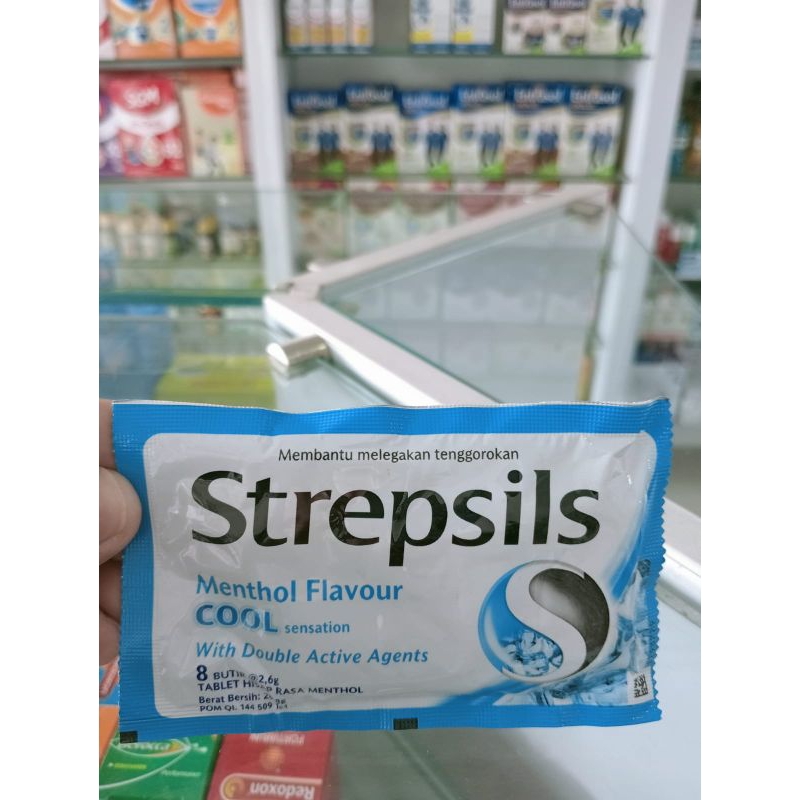 Membantu melegakan tenggorokan
Strepsils
Menthol Flavour
COOL sensation
With Double Active Agents
8 BUTIR @ 2,6g
TABLET HISAP RASA MENTHOL
Berat Bersih:
POM QL 144 509
Redoxon